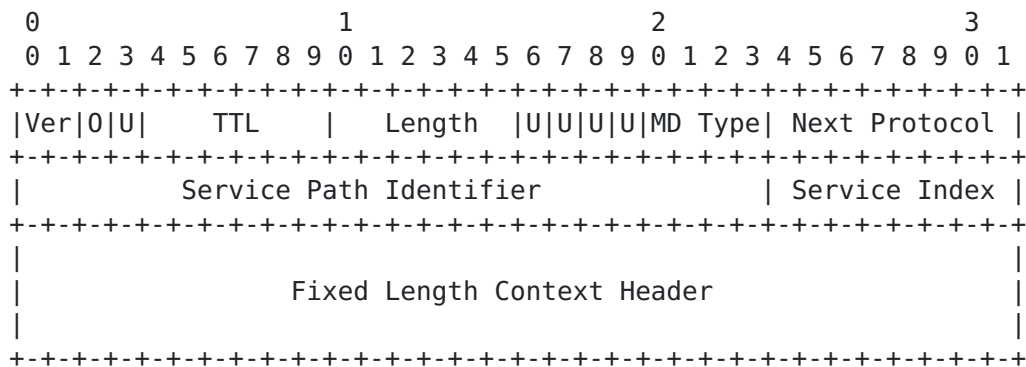 0                   1                   2                   3
 0 1 2 3 4 5 6 7 8 9 0 1 2 3 4 5 6 7 8 9 0 1 2 3 4 5 6 7 8 9 0 1
+-+-+-+-+-+-+-+-+-+-+-+-+-+-+-+-+-+-+-+-+-+-+-+-+-+-+-+-+-+-+-+-+
|Ver|O|U|    TTL    |   Length  |U|U|U|U|MD Type| Next Protocol |
+-+-+-+-+-+-+-+-+-+-+-+-+-+-+-+-+-+-+-+-+-+-+-+-+-+-+-+-+-+-+-+-+
|          Service Path Identifier              | Service Index |
+-+-+-+-+-+-+-+-+-+-+-+-+-+-+-+-+-+-+-+-+-+-+-+-+-+-+-+-+-+-+-+-+
|                                                               |
|                 Fixed Length Context Header                   |
|                                                               |
+-+-+-+-+-+-+-+-+-+-+-+-+-+-+-+-+-+-+-+-+-+-+-+-+-+-+-+-+-+-+-+-+